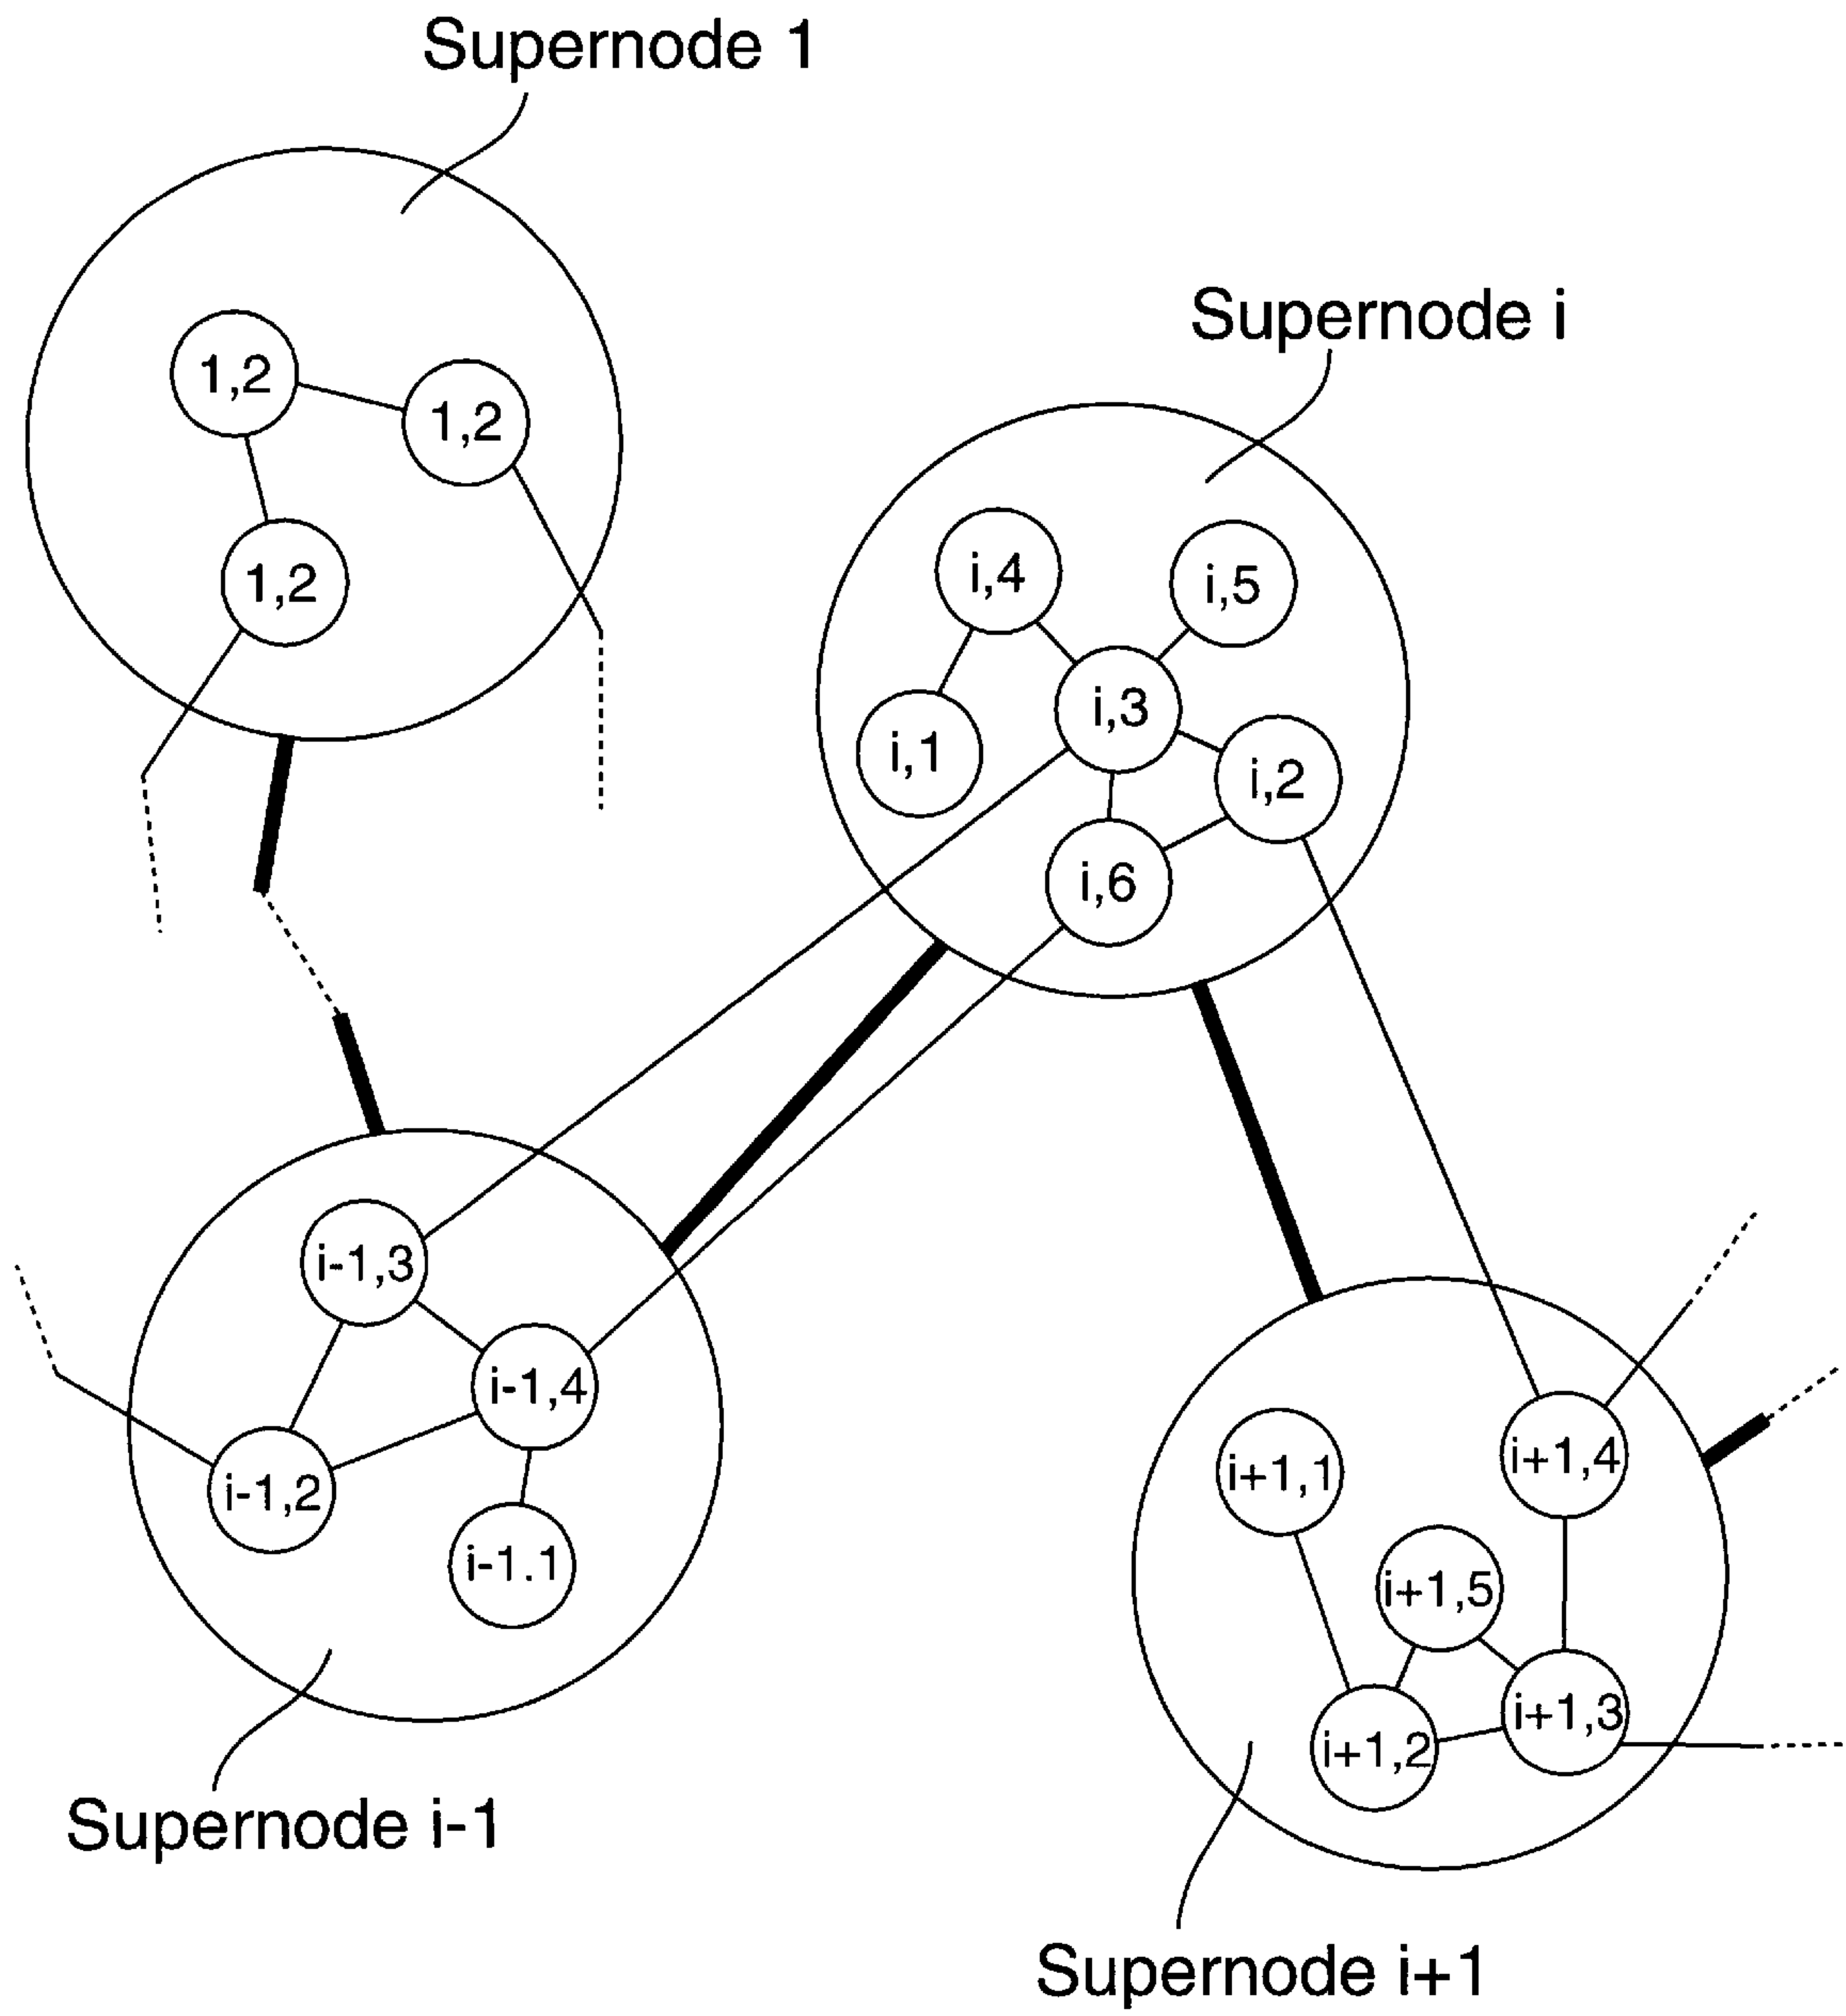 Supernode 1
1,2
1,2
1,2
Supernode i
i,4
i,5
i,3
i,1
i,2
i,6
i-1,3
i-1,4
i-1,2
i-1.1
Supernode i-1
i+1,4
i+1,1
i+1,5
i+1,3
i+1,2
Supernode i+1